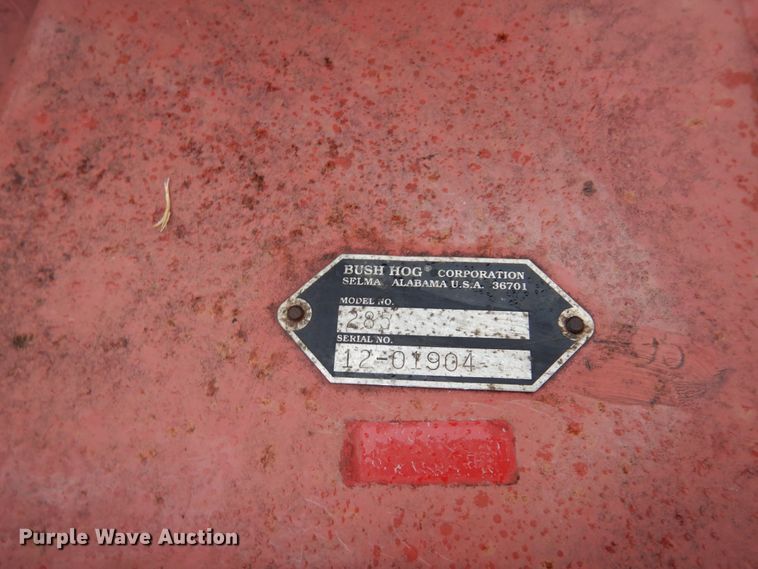 BUSH HOG® CORPORATION
SELMA ALABAMA U.S.A. 36701
MODEL NO.
285
SERIAL NO.
12-01904
Purple Wave Auction